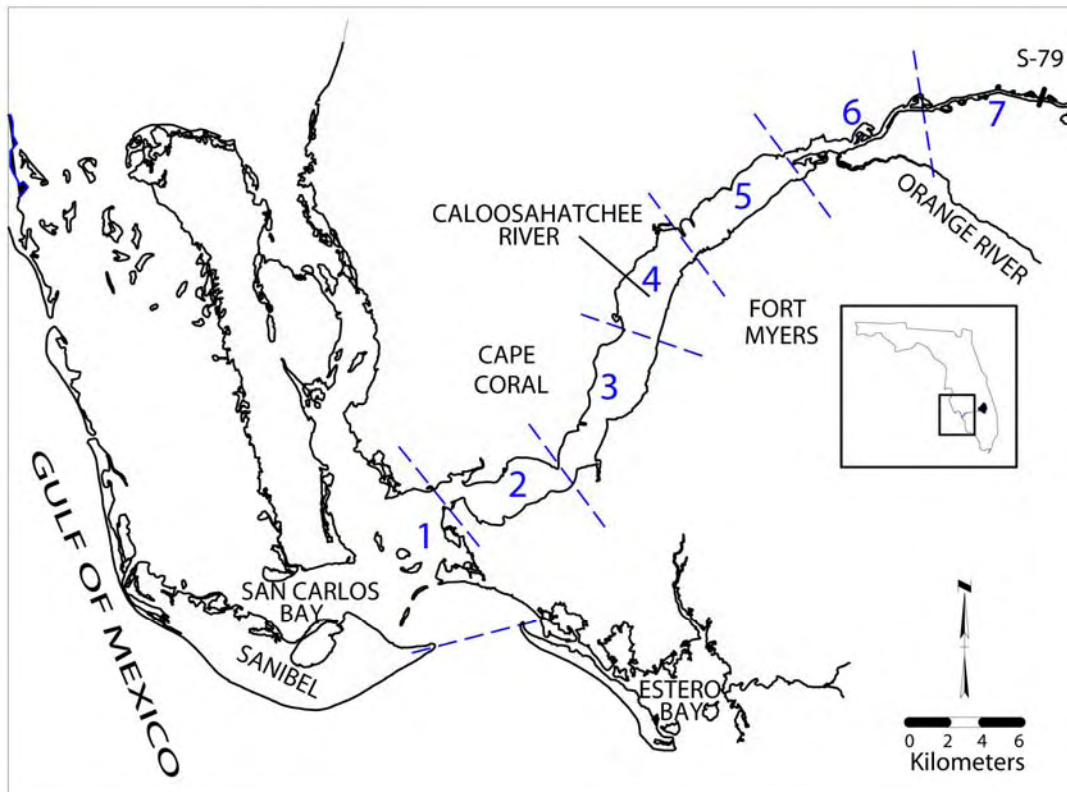 S-79
6
7
5
ORANGE RIVER
CALOOSAHATCHEE
RIVER
4
FORT
MYERS
CAPE
CORAL
3
2
1
GULF OF MEXICO
SAN CARLOS
BAY
SANIBEL
ESTERO
BAY
0 2 4 6
Kilometers